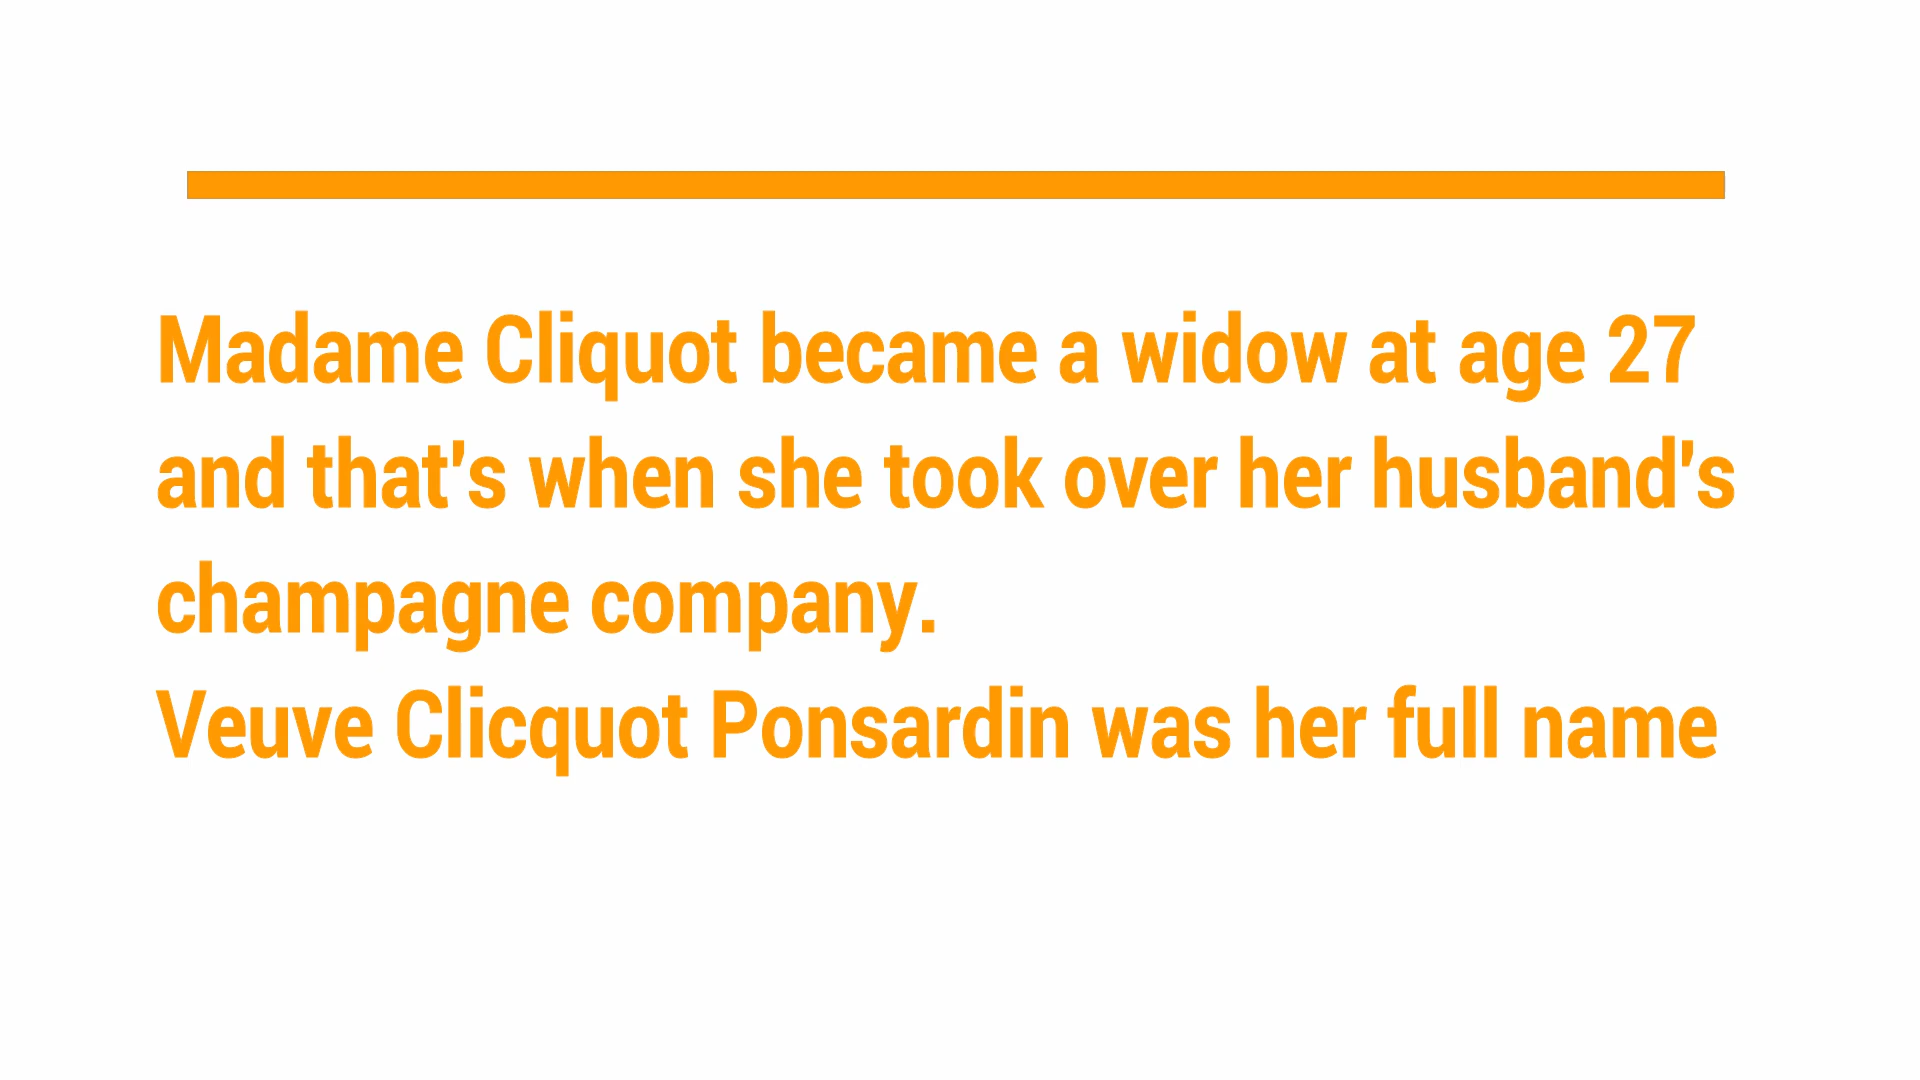 Madame Cliquot became a widow at age 27
and that's when she took over her husband's
champagne company.
Veuve Clicquot Ponsardin was her full name